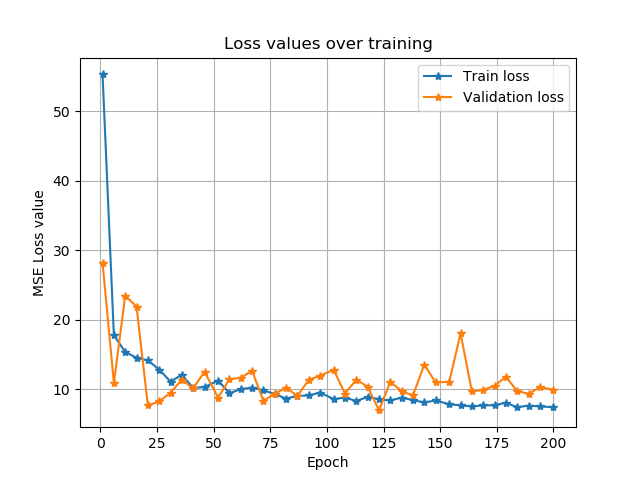 Loss values over training
Train loss
Validation loss
MSE Loss value
50
40
30
20
10
0
25
50
75
100
125
150
175
200
Epoch